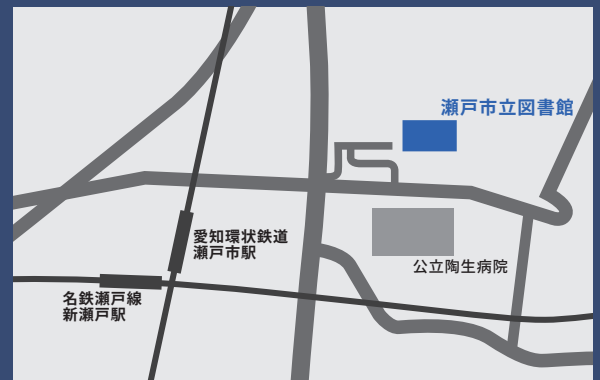 瀬戸市立図書館
愛知環状鉄道
瀬戸市駅
公立陶生病院
名鉄瀬戸線
新瀬戸駅